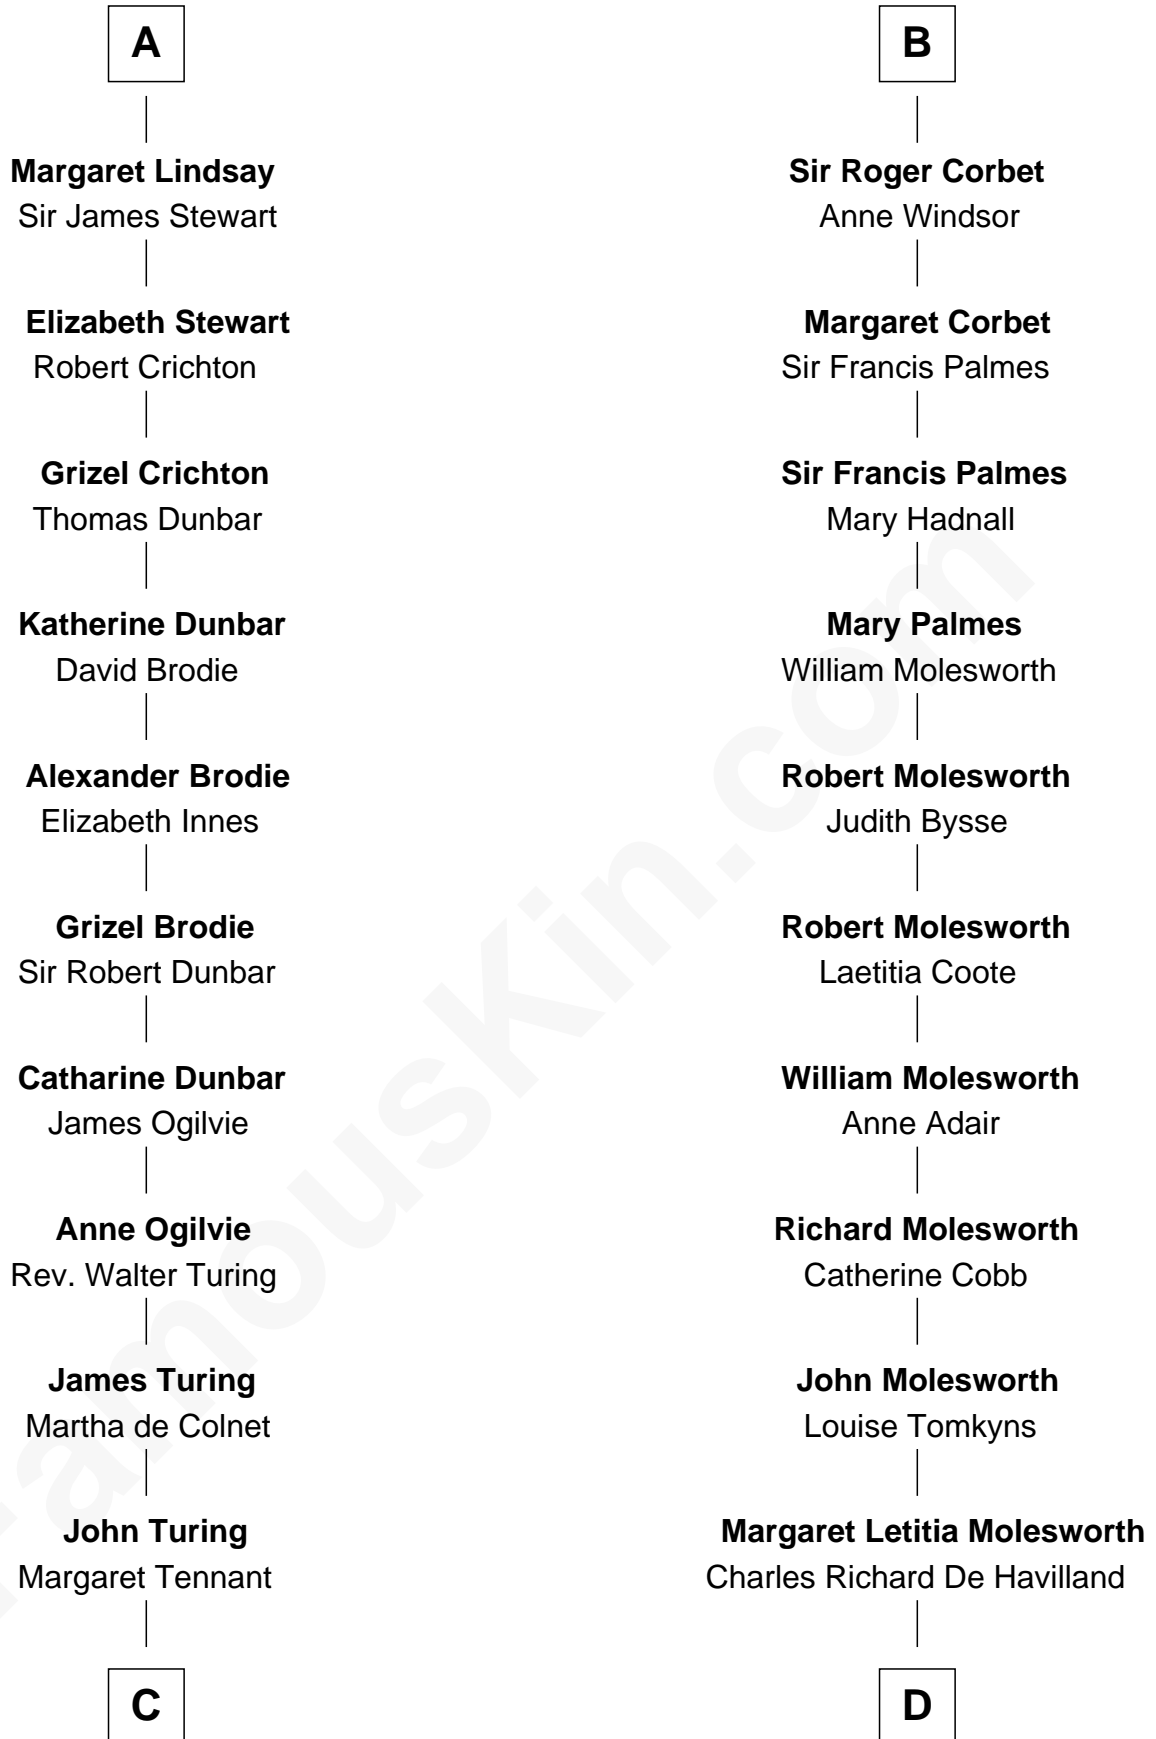 A
Margaret Lindsay
Sir James Stewart
Elizabeth Stewart
Robert Crichton
Grizel Crichton
Thomas Dunbar
Katherine Dunbar
David Brodie
Alexander Brodie
Elizabeth Innes
Grizel Brodie
Sir Robert Dunbar
Catharine Dunbar
James Ogilvie
Anne Ogilvie
Rev. Walter Turing
James Turing
Martha de Colnet
John Turing
Margaret Tennant
C
B
Sir Roger Corbet
Anne Windsor
Margaret Corbet
Sir Francis Palmes
Sir Francis Palmes
Mary Hadnall
Mary Palmes
William Molesworth
Robert Molesworth
Judith Bysse
Robert Molesworth
Laetitia Coote
William Molesworth
Anne Adair
Richard Molesworth
Catherine Cobb
John Molesworth
Louise Tomkyns
Margaret Letitia Molesworth
Charles Richard De Havilland
D
FamousKin.com